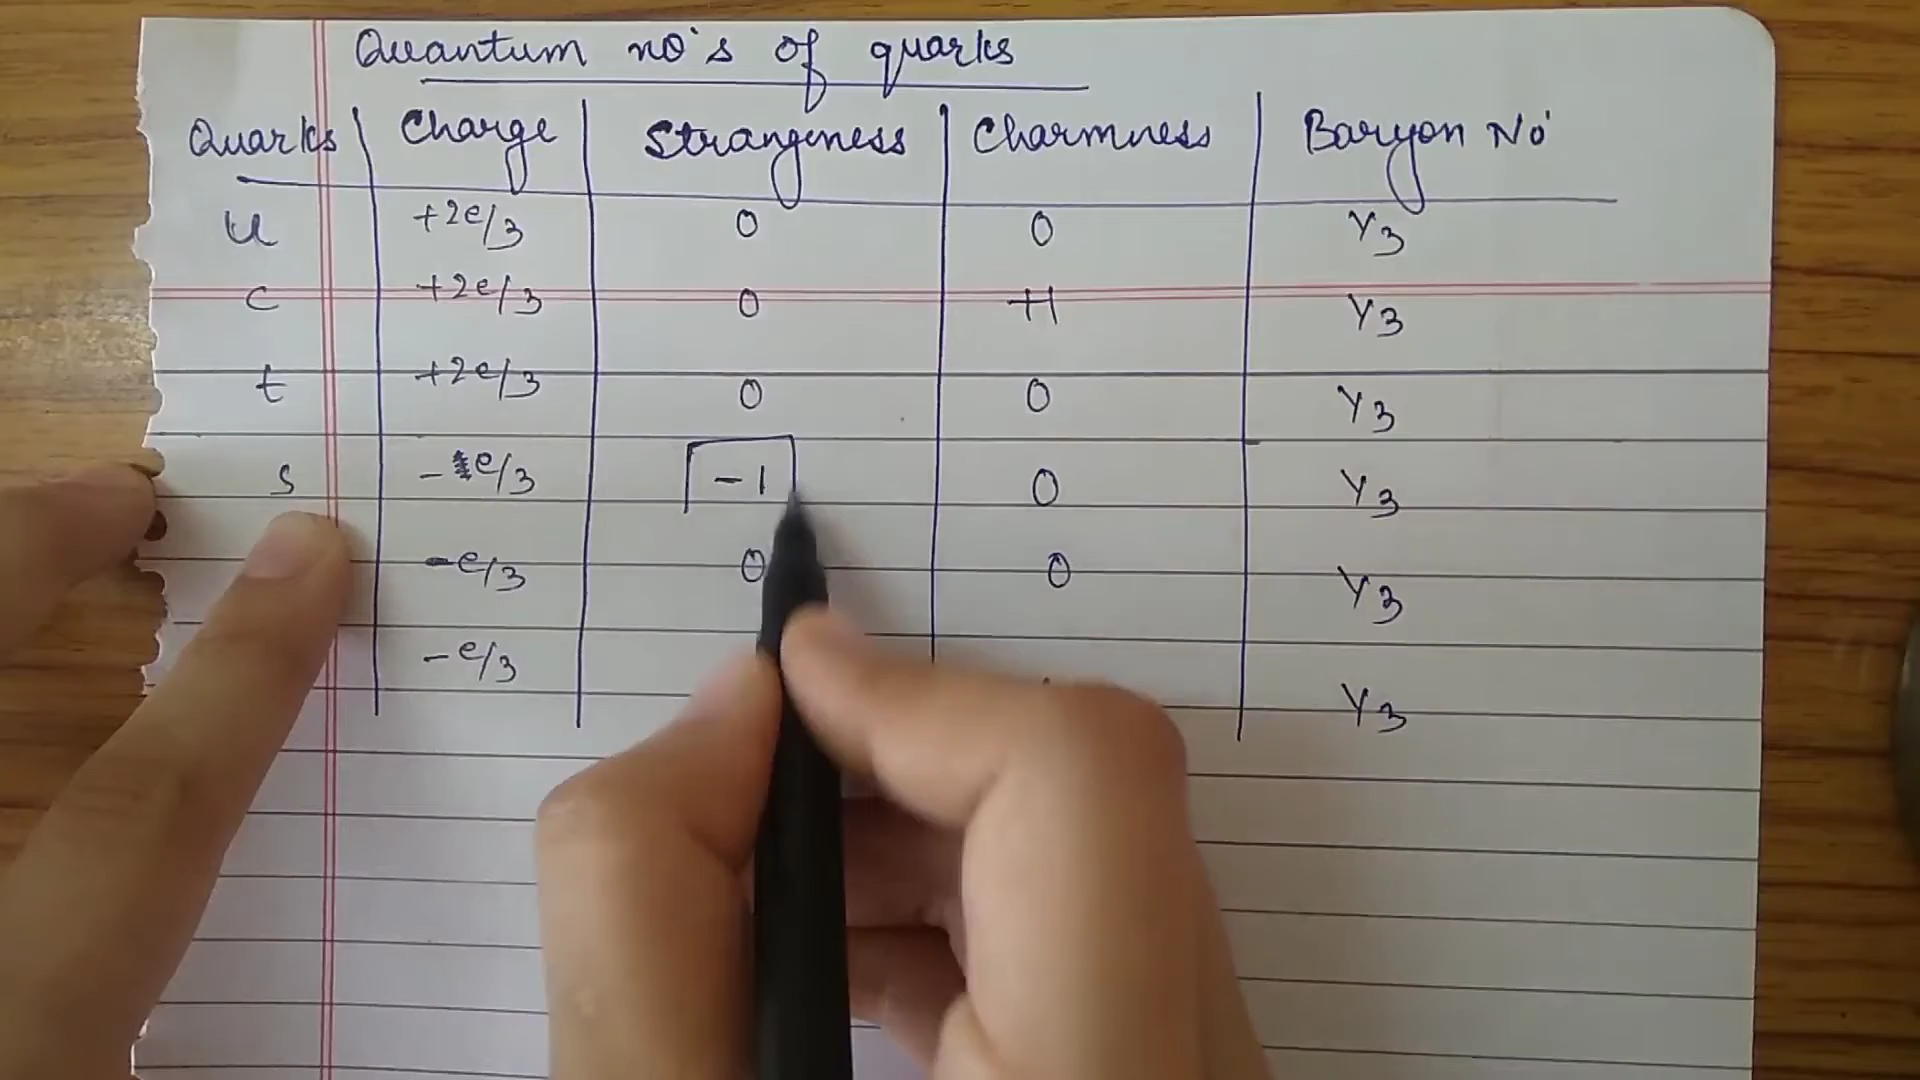 Quantum no's of quarks
Quarks Charge Strangeness Charmness Baryon No
u +2e/3 0 0 1/3
c +2e/3 0 +1 1/3
t +2e/3 0 0 1/3
s -e/3 -1 0 1/3
-e/3 0 0 1/3
-e/3 1/3